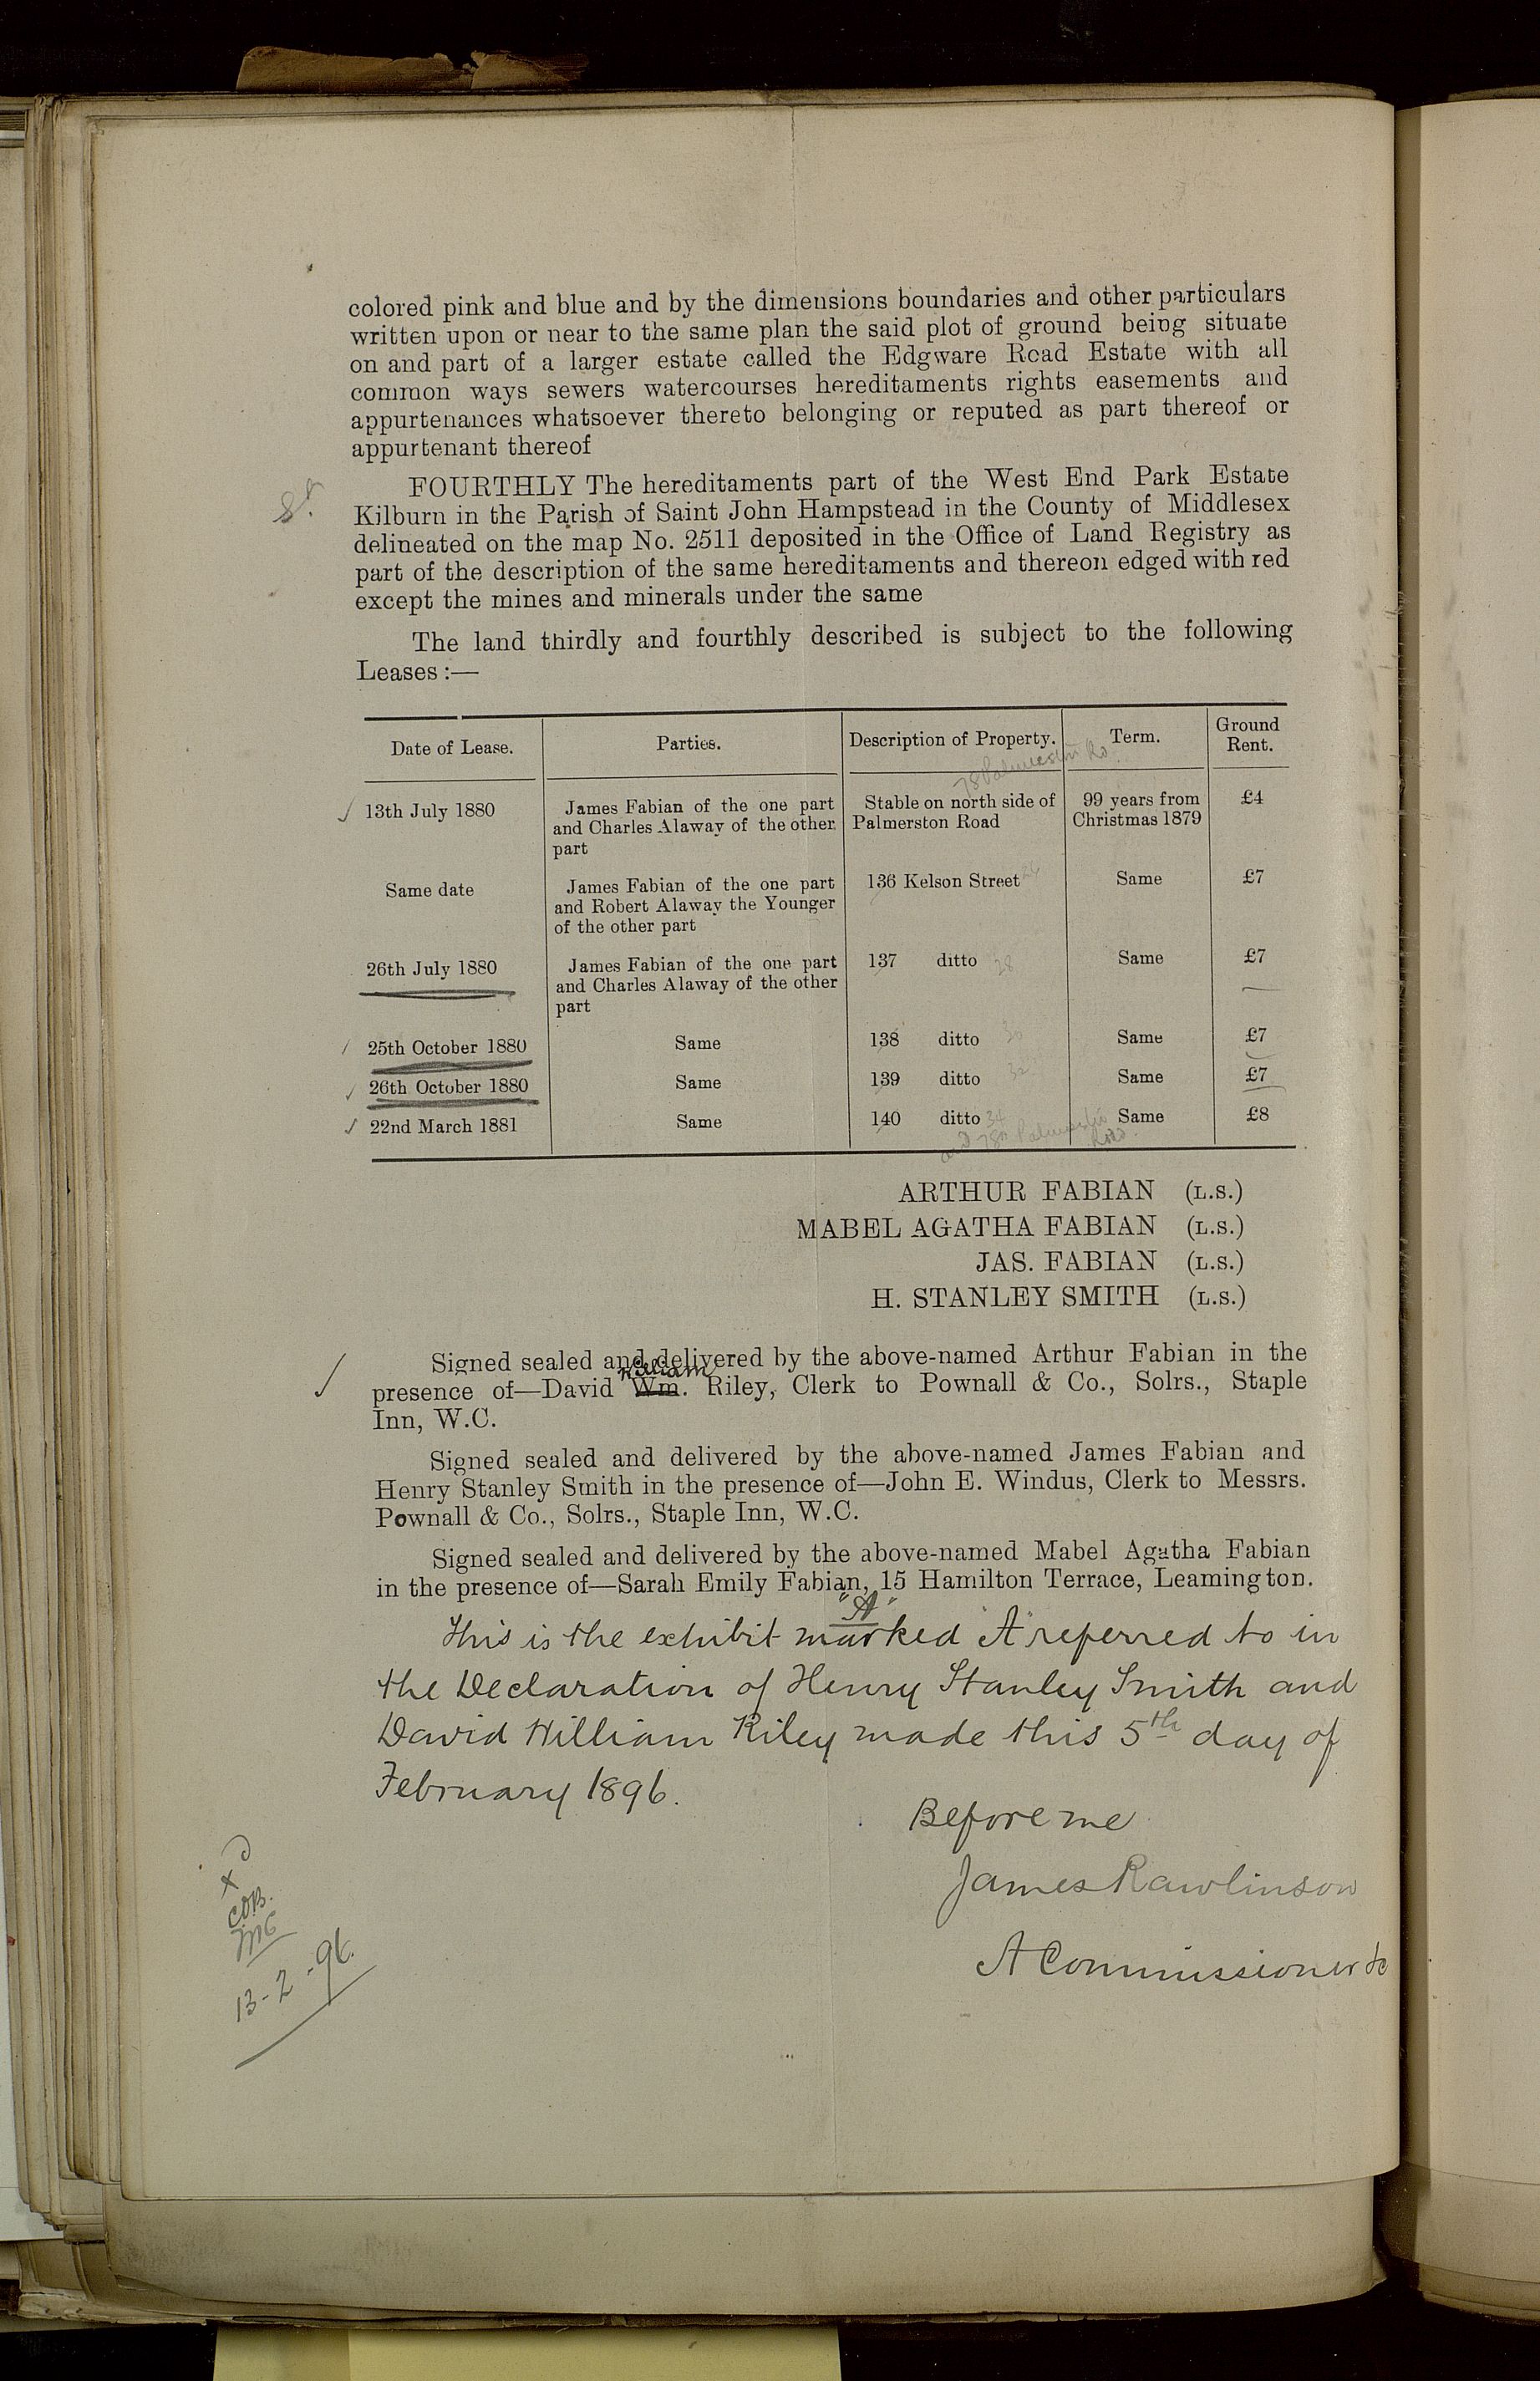 colored pink and blue and by the dimensions boundaries and other particulars
written upon or near to the same plan the said plot of ground being situate
on and part of a larger estate called the Edgware Road Estate with all
common ways sewers watercourses hereditaments rights easements and
appurtenances whatsoever thereto belonging or reputed as part thereof or
appurtenant thereof
FOURTHLY The hereditaments part of the West End Park Estate
Kilburn in the Parish of Saint John Hampstead in the County of Middlesex
delineated on the map No. 2511 deposited in the Office of Land Registry as
part of the description of the same hereditaments and thereon edged with red
except the mines and minerals under the same
The land thirdly and fourthly described is subject to the following
Leases :—
Date of Lease. Parties. Description of Property. Term. Ground Rent.
78 Palmerston Rd.
13th July 1880 James Fabian of the one part Stable on north side of 99 years from £4
and Charles Alaway of the other Palmerston Road Christmas 1879
part
Same date James Fabian of the one part 136 Kelson Street 26 Same £7
and Robert Alaway the Younger
of the other part
26th July 1880 James Fabian of the one part 137 ditto 28 Same £7
and Charles Alaway of the other
part
25th October 1880 Same 138 ditto 30 Same £7
26th October 1880 Same 139 ditto 32 Same £7
22nd March 1881 Same 140 ditto 34 Same £8
and 78a Palmerston
Road.
ARTHUR FABIAN (L.S.)
MABEL AGATHA FABIAN (L.S.)
JAS. FABIAN (L.S.)
H. STANLEY SMITH (L.S.)
Signed sealed and delivered by the above-named Arthur Fabian in the
William
presence of—David Wm. Riley, Clerk to Pownall & Co., Solrs., Staple
Inn, W.C.
Signed sealed and delivered by the above-named James Fabian and
Henry Stanley Smith in the presence of—John E. Windus, Clerk to Messrs.
Pownall & Co., Solrs., Staple Inn, W.C.
Signed sealed and delivered by the above-named Mabel Agatha Fabian
in the presence of—Sarah Emily Fabian, 15 Hamilton Terrace, Leamington.
"A"
This is the exhibit marked "A" referred to in
the Declaration of Henry Stanley Smith and
David William Riley made this 5th day of
February 1896.
Before me
James Rawlinson
A Commissioner &c
13-2-96.